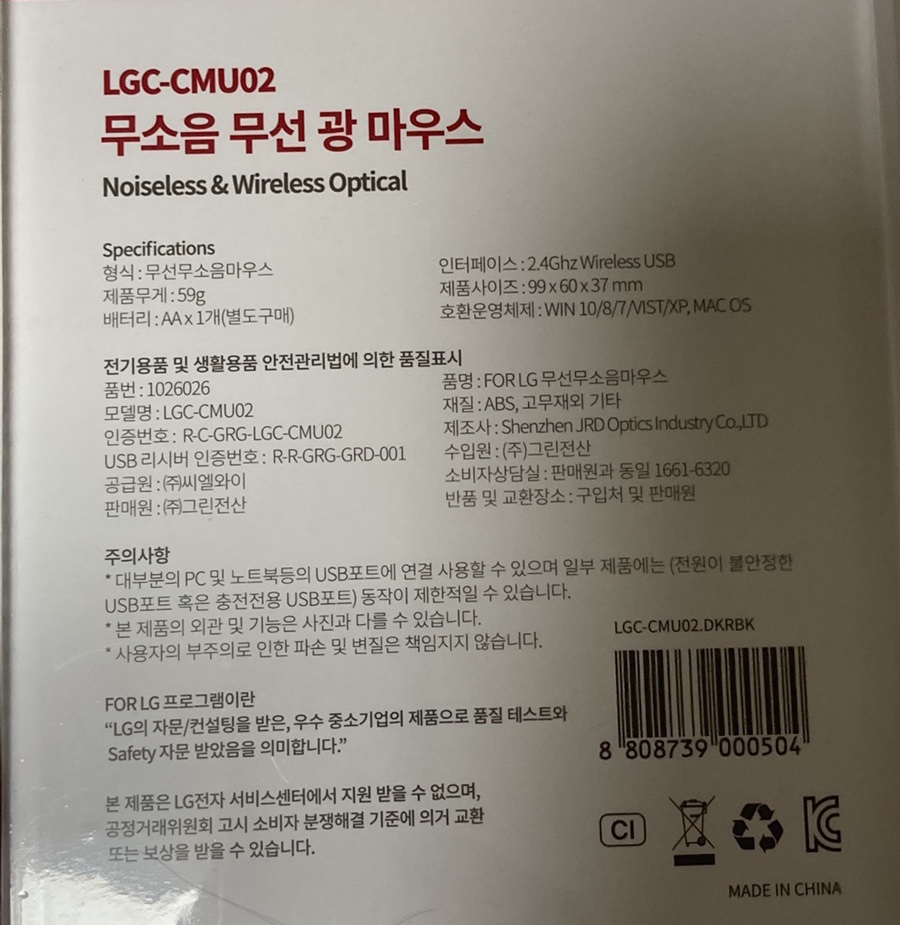 LGC-CMU02
무소음 무선 광 마우스
Noiseless & Wireless Optical
Specifications
형식 : 무선무소음마우스
제품무게 : 59g
배터리 : AA x 1개(별도구매)
인터페이스 : 2.4Ghz Wireless USB
제품사이즈 : 99 x 60 x 37 mm
호환운영체제 : WIN 10/8/7/VIST/XP, MAC OS
전기용품 및 생활용품 안전관리법에 의한 품질표시
품번 : 1026026
모델명 : LGC-CMU02
인증번호 : R-C-GRG-LGC-CMU02
USB 리시버 인증번호 : R-R-GRG-GRD-001
공급원 : ㈜씨엘와이
판매원 : ㈜그린전산
품명 : FOR LG 무선무소음마우스
재질 : ABS, 고무재외 기타
제조사 : Shenzhen JRD Optics Industry Co.,LTD
수입원 : (주)그린전산
소비자상담실 : 판매원과 동일 1661-6320
반품 및 교환장소 : 구입처 및 판매원
주의사항
* 대부분의 PC 및 노트북등의 USB포트에 연결 사용할 수 있으며 일부 제품에는 (전원이 불안정한
USB포트 혹은 충전전용 USB포트) 동작이 제한적일 수 있습니다.
* 본 제품의 외관 및 기능은 사진과 다를 수 있습니다.
* 사용자의 부주의로 인한 파손 및 변질은 책임지지 않습니다.
LGC-CMU02.DKRBK
8 808739 000504
FOR LG 프로그램이란
“LG의 자문/컨설팅을 받은, 우수 중소기업의 제품으로 품질 테스트와
Safety 자문 받았음을 의미합니다.”
본 제품은 LG전자 서비스센터에서 지원 받을 수 없으며,
공정거래위원회 고시 소비자 분쟁해결 기준에 의거 교환
또는 보상을 받을 수 있습니다.
CI
MADE IN CHINA